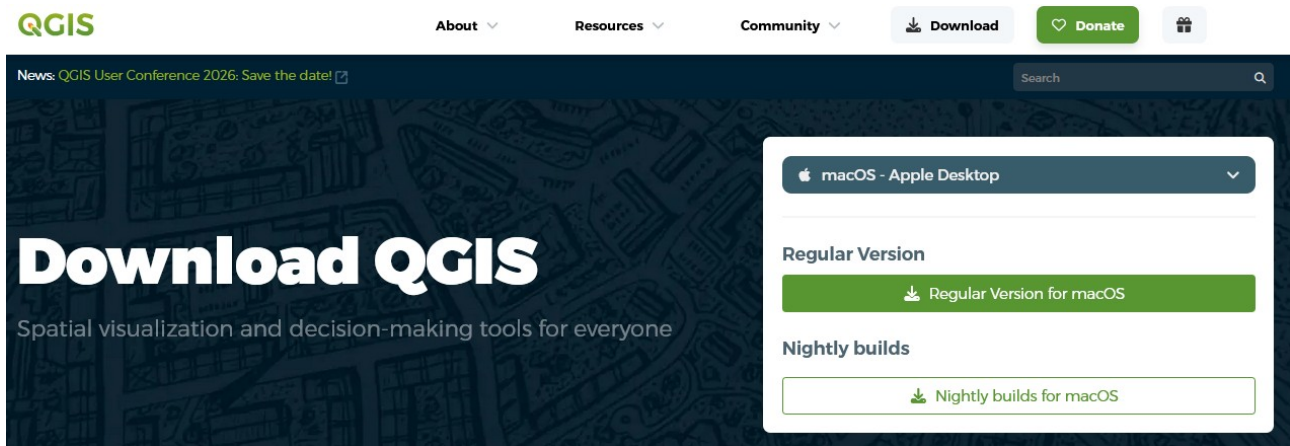 QGIS
About
Resources
Community
Download
Donate
News: QGIS User Conference 2026: Save the date!
Search
macOS - Apple Desktop
Download QGIS
Spatial visualization and decision-making tools for everyone
Regular Version
Regular Version for macOS
Nightly builds
Nightly builds for macOS